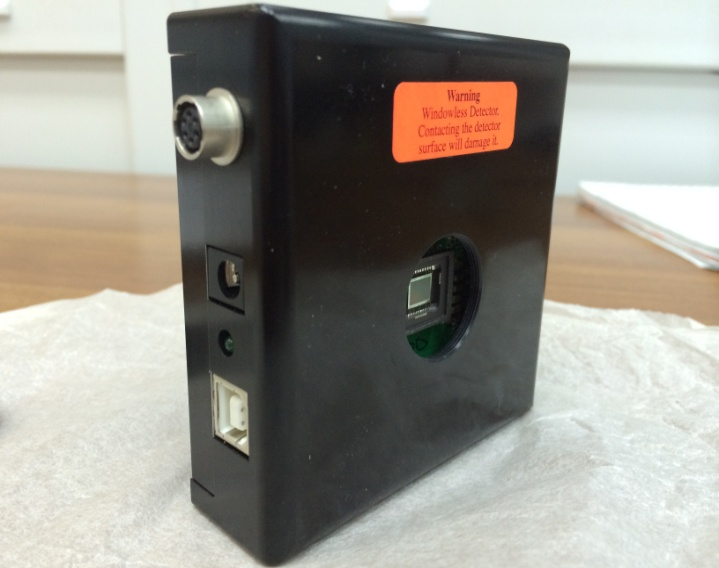 Warning
Windowless Detector.
Contacting the detector
surface will damage it.